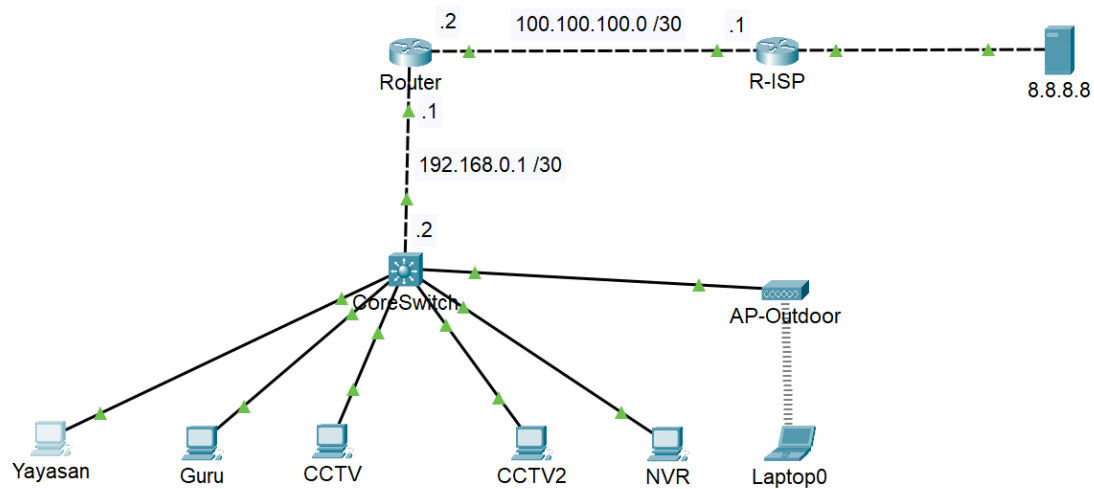 .2
100.100.100.0 /30
.1
Router
R-ISP
8.8.8.8
.1
192.168.0.1 /30
.2
CoreSwitch
AP-Outdoor
Yayasan
Guru
CCTV
CCTV2
NVR
Laptop0